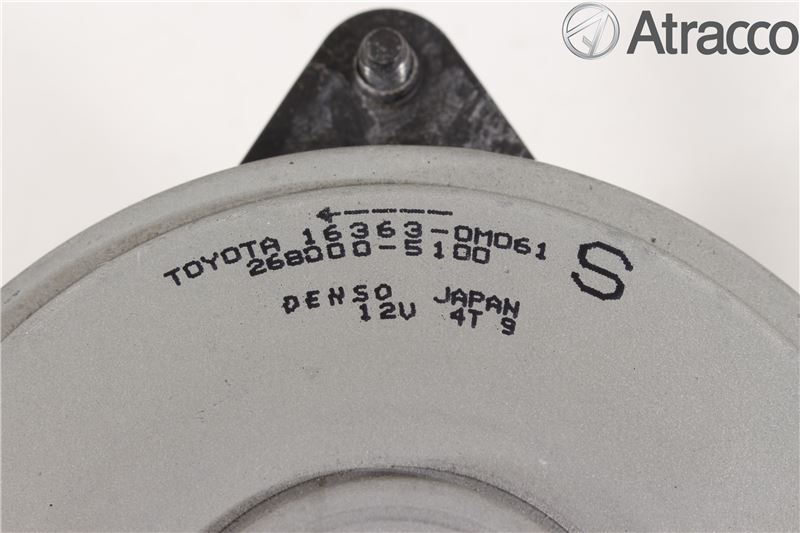 Atracco
TOYOTA 16363-0M061
268000-5100
S
DENSO JAPAN
12V 4T 9